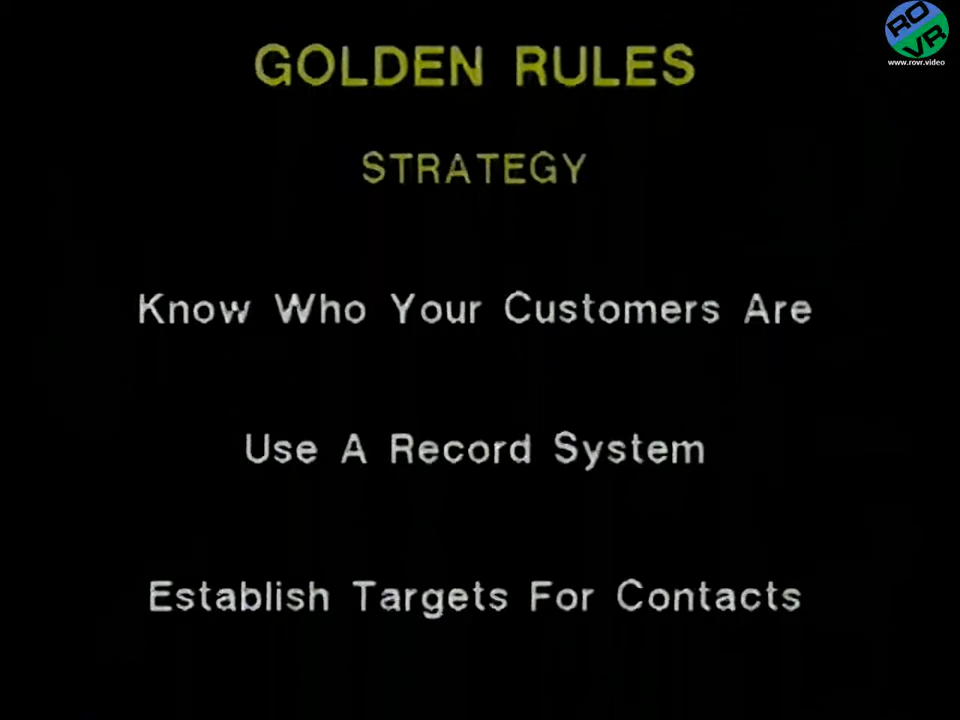 RO
VR
www.rovr.video
GOLDEN RULES
STRATEGY
Know Who Your Customers Are
Use A Record System
Establish Targets For Contacts